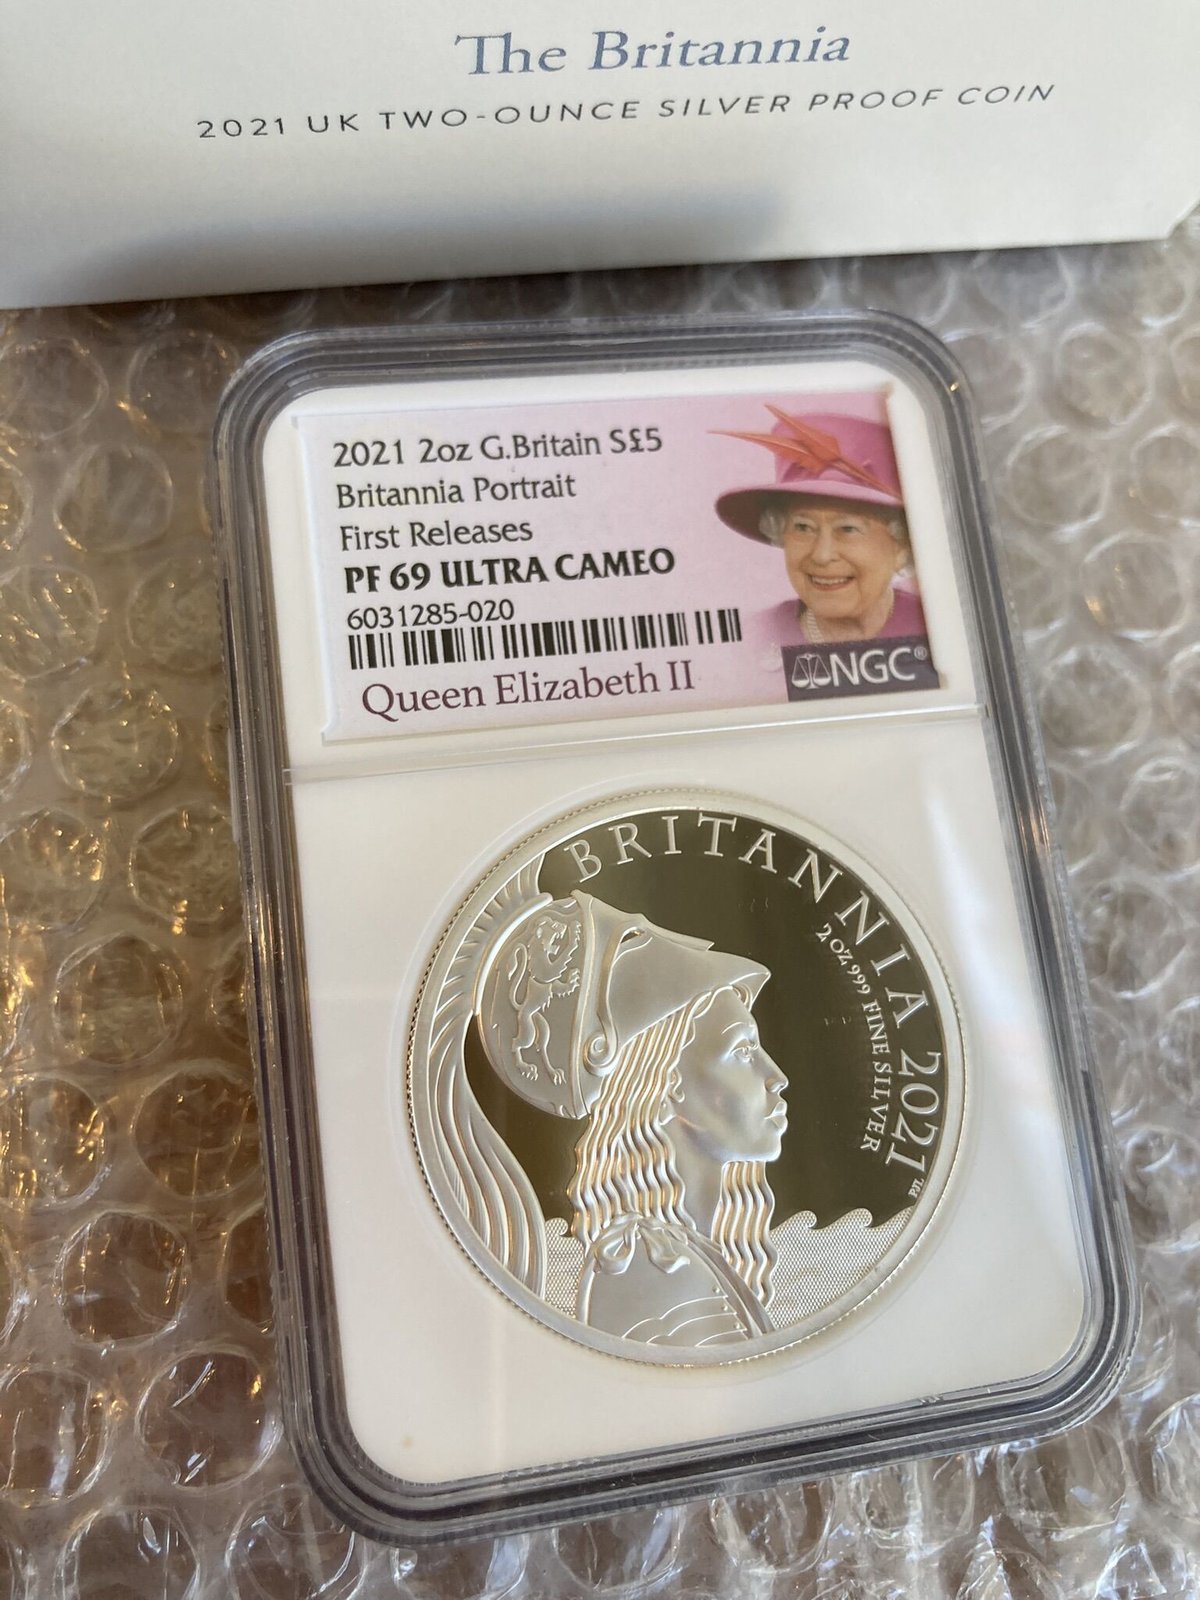 The Britannia
2021 UK TWO-OUNCE SILVER PROOF COIN
2021 2oz G.Britain S£5
Britannia Portrait
First Releases
PF 69 ULTRA CAMEO
6031285-020
Queen Elizabeth II
NGC®
BRITANNIA 2021
2 OZ 999 FINE SILVER
PJL